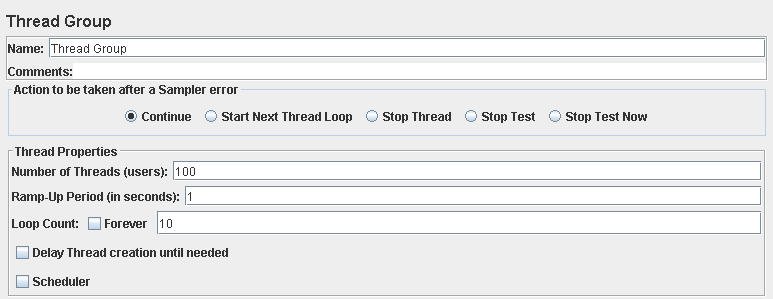 Thread Group
Name: Thread Group
Comments:
Action to be taken after a Sampler error
Continue Start Next Thread Loop Stop Thread Stop Test Stop Test Now
Thread Properties
Number of Threads (users): 100
Ramp-Up Period (in seconds): 1
Loop Count: Forever 10
Delay Thread creation until needed
Scheduler